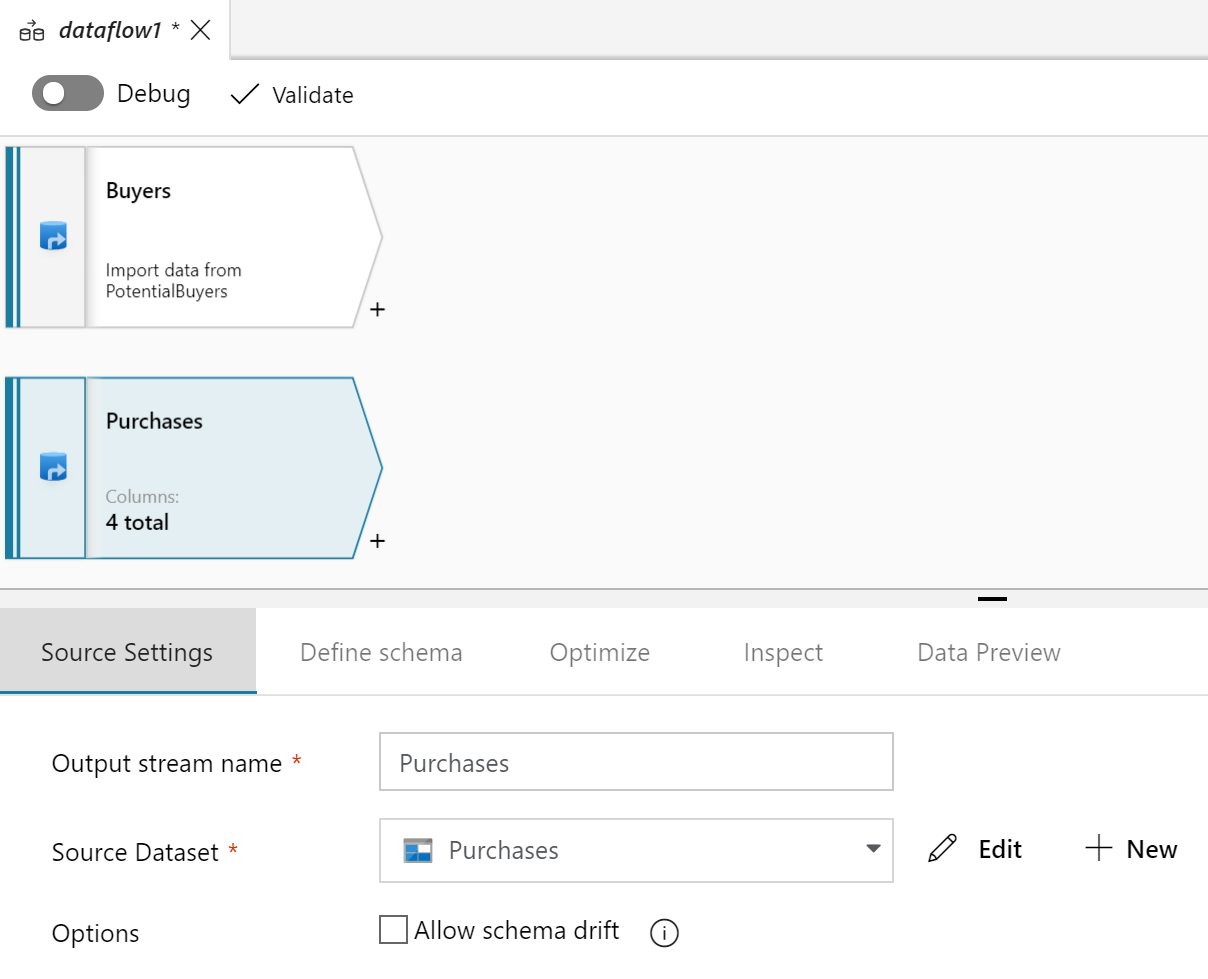 dataflow1 *
Debug Validate
Buyers
Import data from
PotentialBuyers
+
Purchases
Columns:
4 total
+
Source Settings Define schema Optimize Inspect Data Preview
Output stream name * Purchases
Source Dataset * Purchases Edit + New
Options Allow schema drift